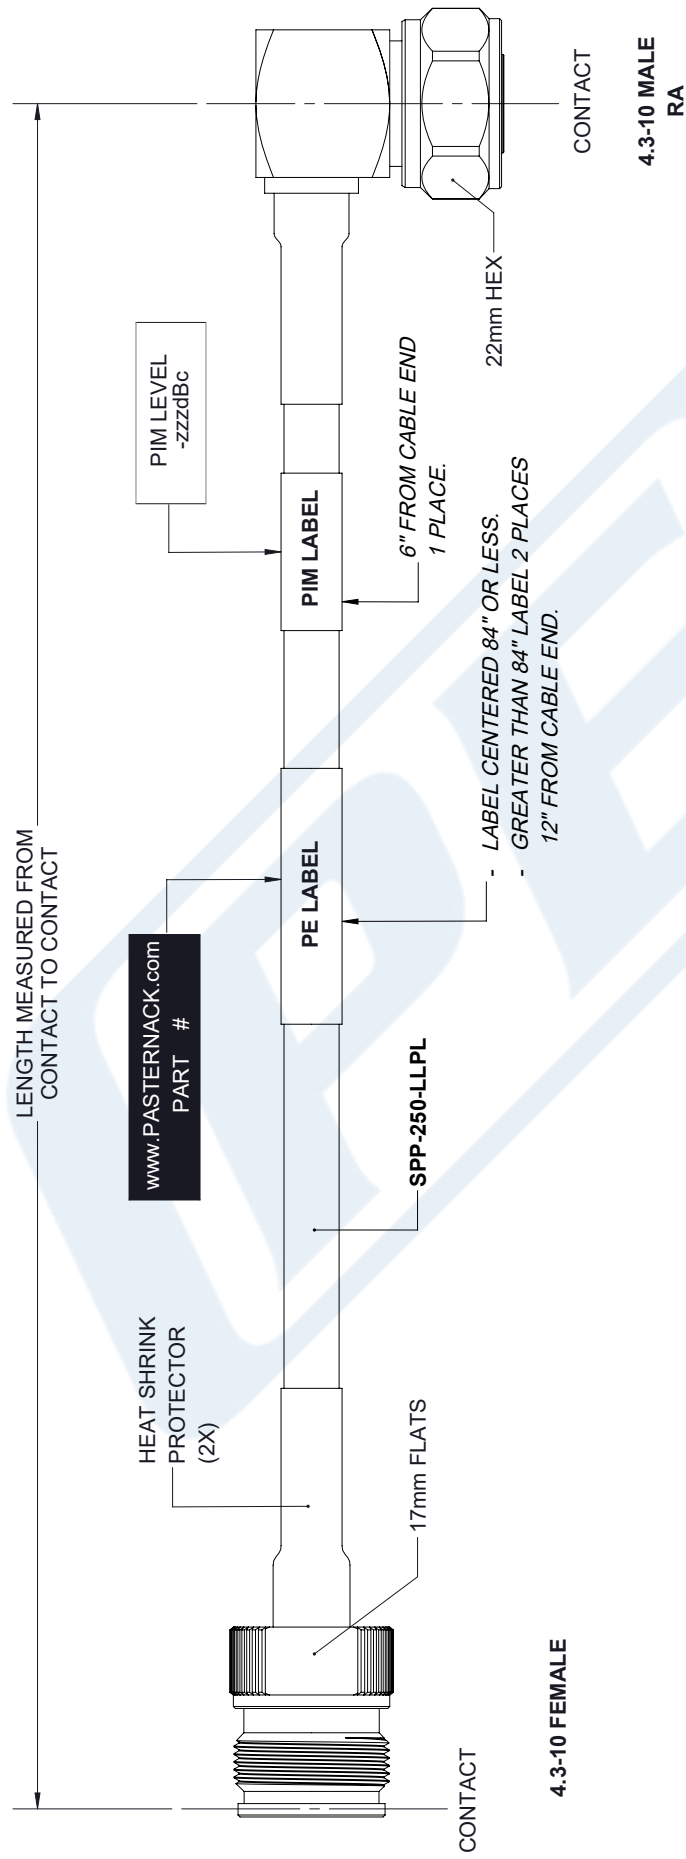 LENGTH MEASURED FROM
CONTACT TO CONTACT
HEAT SHRINK
PROTECTOR
(2X)
www.PASTERNACK.com
PART #
PIM LEVEL
-zzzdBc
PE LABEL
PIM LABEL
17mm FLATS
SPP-250-LLPL
6" FROM CABLE END
1 PLACE.
- LABEL CENTERED 84" OR LESS.
- GREATER THAN 84" LABEL 2 PLACES
12" FROM CABLE END.
22mm HEX
CONTACT
4.3-10 FEMALE
CONTACT
4.3-10 MALE
RA
PE